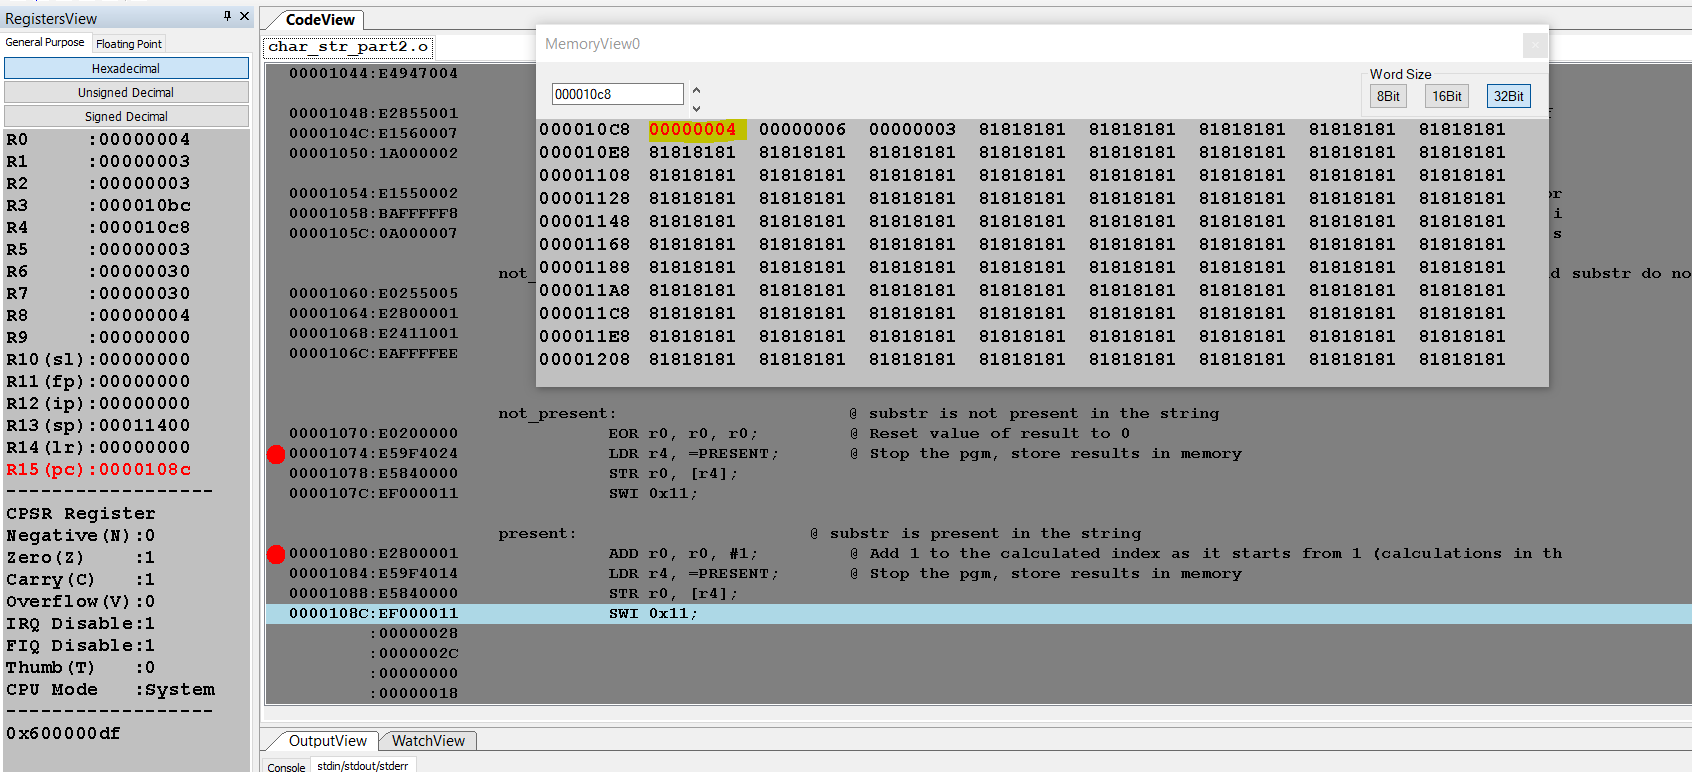 RegistersView
General Purpose Floating Point
Hexadecimal
Unsigned Decimal
Signed Decimal
R0 :00000004
R1 :00000003
R2 :00000003
R3 :000010bc
R4 :000010c8
R5 :00000003
R6 :00000030
R7 :00000030
R8 :00000004
R9 :00000000
R10(sl):00000000
R11(fp):00000000
R12(ip):00000000
R13(sp):00011400
R14(lr):00000000
R15(pc):0000108c
--------------------
CPSR Register
Negative(N):0
Zero(Z) :1
Carry(C) :1
Overflow(V):0
IRQ Disable:1
FIQ Disable:1
Thumb(T) :0
CPU Mode :System
--------------------
0x600000df
CodeView
char_str_part2.o
00001044:E4947004
00001048:E2855001
0000104C:E1560007
00001050:1A000002
00001054:E1550002
00001058:BAFFFFF8
0000105C:0A000007
not_
00001060:E0255005
00001064:E2800001
00001068:E2411001
0000106C:EAFFFFEE
f
or
i
s
d substr do no
not_present: @ substr is not present in the string
00001070:E0200000 EOR r0, r0, r0; @ Reset value of result to 0
00001074:E59F4024 LDR r4, =PRESENT; @ Stop the pgm, store results in memory
00001078:E5840000 STR r0, [r4];
0000107C:EF000011 SWI 0x11;
present: @ substr is present in the string
00001080:E2800001 ADD r0, r0, #1; @ Add 1 to the calculated index as it starts from 1 (calculations in th
00001084:E59F4014 LDR r4, =PRESENT; @ Stop the pgm, store results in memory
00001088:E5840000 STR r0, [r4];
0000108C:EF000011 SWI 0x11;
:00000028
:0000002C
:00000000
:00000018
MemoryView0
000010c8
Word Size
8Bit 16Bit 32Bit
000010C8 00000004 00000006 00000003 81818181 81818181 81818181 81818181 81818181
000010E8 81818181 81818181 81818181 81818181 81818181 81818181 81818181 81818181
00001108 81818181 81818181 81818181 81818181 81818181 81818181 81818181 81818181
00001128 81818181 81818181 81818181 81818181 81818181 81818181 81818181 81818181
00001148 81818181 81818181 81818181 81818181 81818181 81818181 81818181 81818181
00001168 81818181 81818181 81818181 81818181 81818181 81818181 81818181 81818181
00001188 81818181 81818181 81818181 81818181 81818181 81818181 81818181 81818181
000011A8 81818181 81818181 81818181 81818181 81818181 81818181 81818181 81818181
000011C8 81818181 81818181 81818181 81818181 81818181 81818181 81818181 81818181
000011E8 81818181 81818181 81818181 81818181 81818181 81818181 81818181 81818181
00001208 81818181 81818181 81818181 81818181 81818181 81818181 81818181 81818181
OutputView WatchView
Console stdin/stdout/stderr